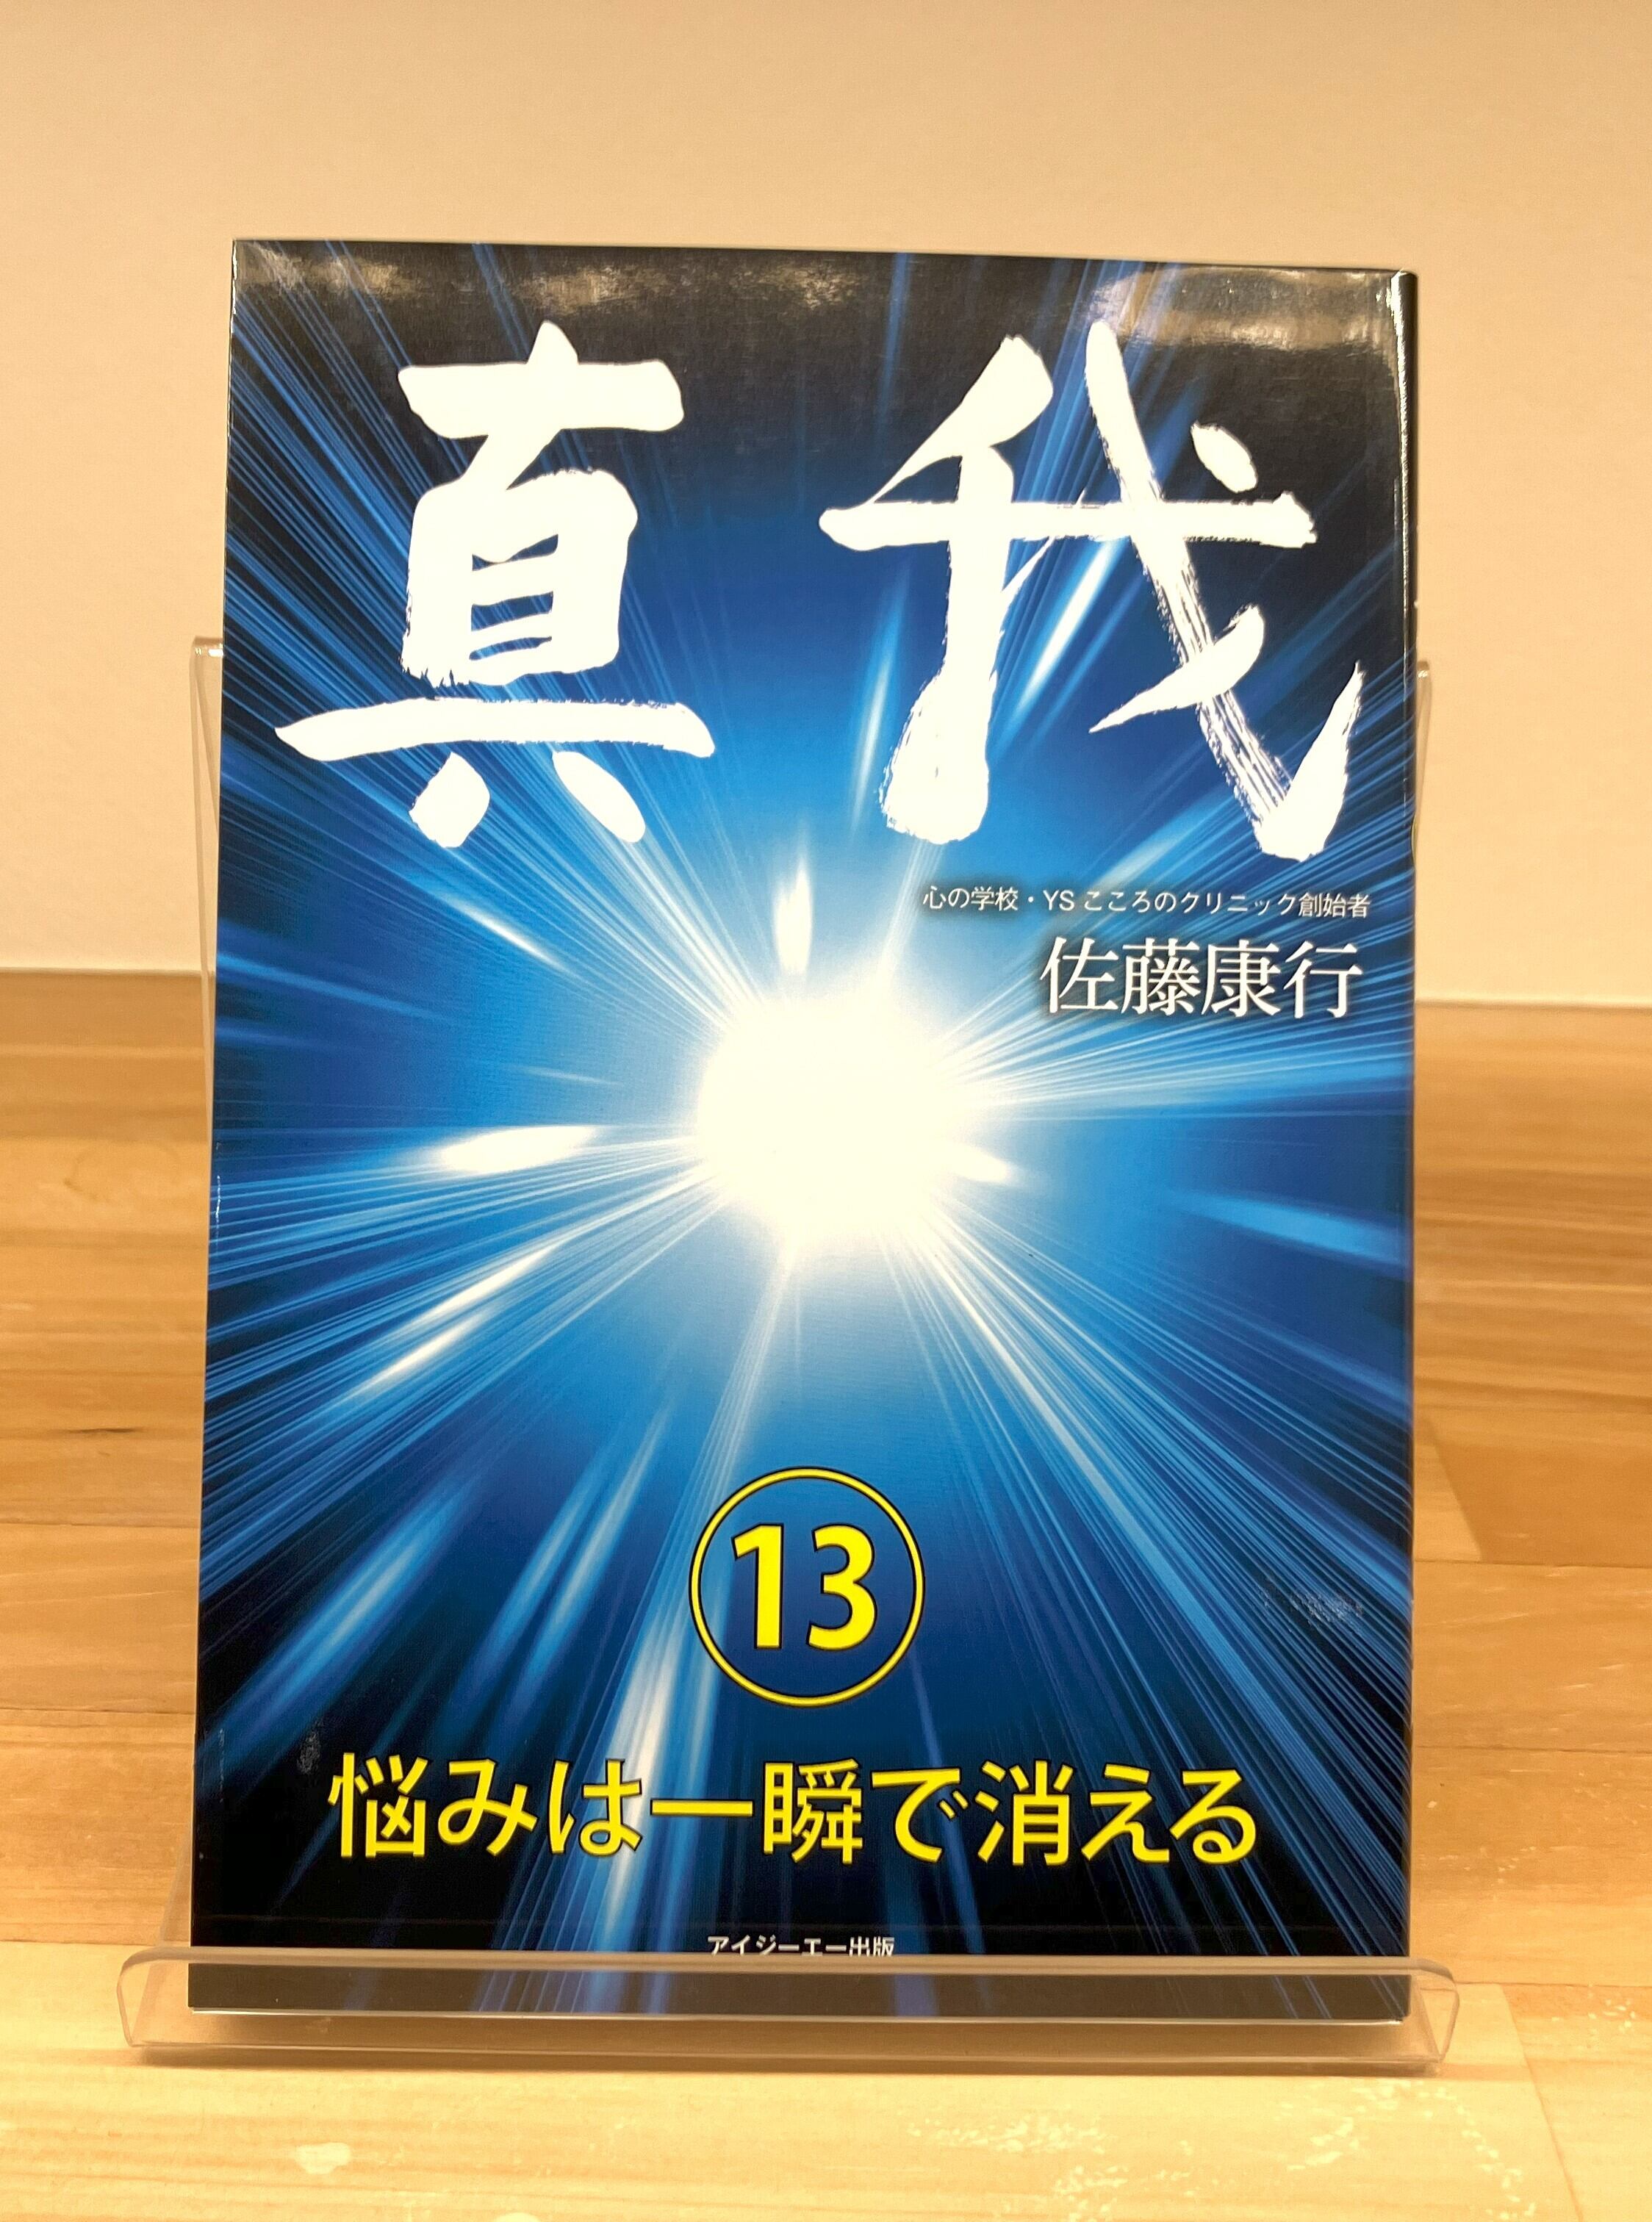 真我
心の学校・YSこころのクリニック創始者
佐藤康行
13
悩みは一瞬で消える
アイジーエー出版